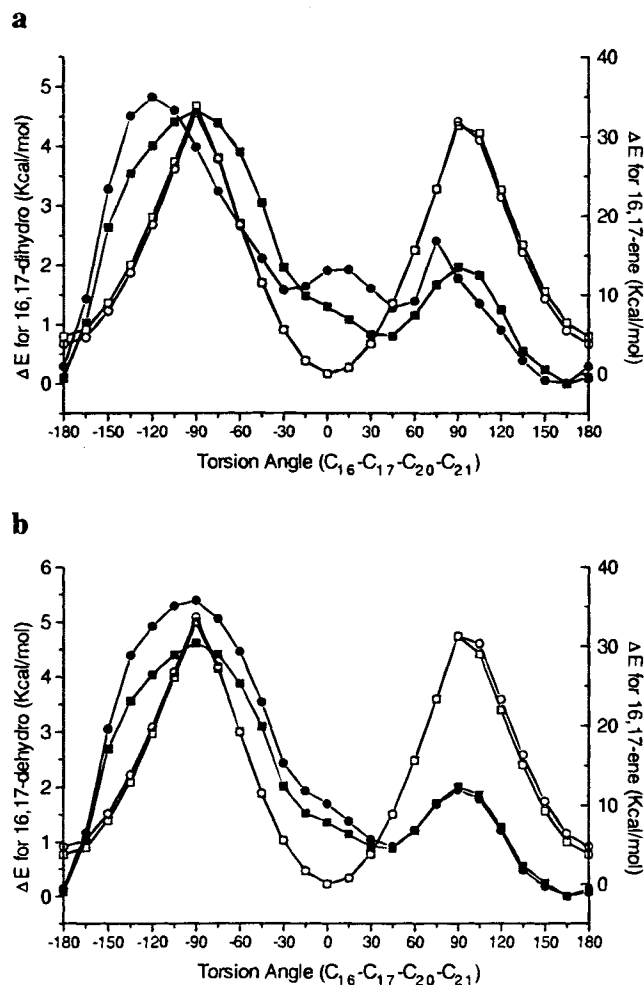 a
ΔE for 16,17-dihydro (Kcal/mol)
5
4
3
2
1
0
40
30
20
10
0
ΔE for 16,17-ene (Kcal/mol)
-180 -150 -120 -90 -60 -30 0 30 60 90 120 150 180
Torsion Angle (C16-C17-C20-C21)
b
ΔE for 16,17-dehydro (Kcal/mol)
6
5
4
3
2
1
0
40
30
20
10
0
ΔE for 16,17-ene (Kcal/mol)
-180 -150 -120 -90 -60 -30 0 30 60 90 120 150 180
Torsion Angle (C16-C17-C20-C21)